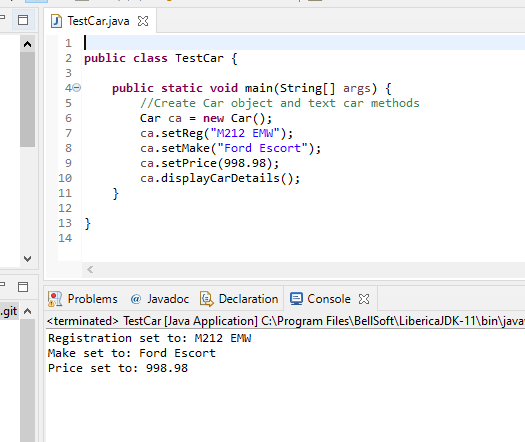 TestCar.java
1
2 public class TestCar {
3
4 public static void main(String[] args) {
5 //Create Car object and text car methods
6 Car ca = new Car();
7 ca.setReg("M212 EMW");
8 ca.setMake("Ford Escort");
9 ca.setPrice(998.98);
10 ca.displayCarDetails();
11 }
12
13 }
14
Problems @ Javadoc Declaration Console
.git
<terminated> TestCar [Java Application] C:\Program Files\BellSoft\LibericaJDK-11\bin\javaw
Registration set to: M212 EMW
Make set to: Ford Escort
Price set to: 998.98